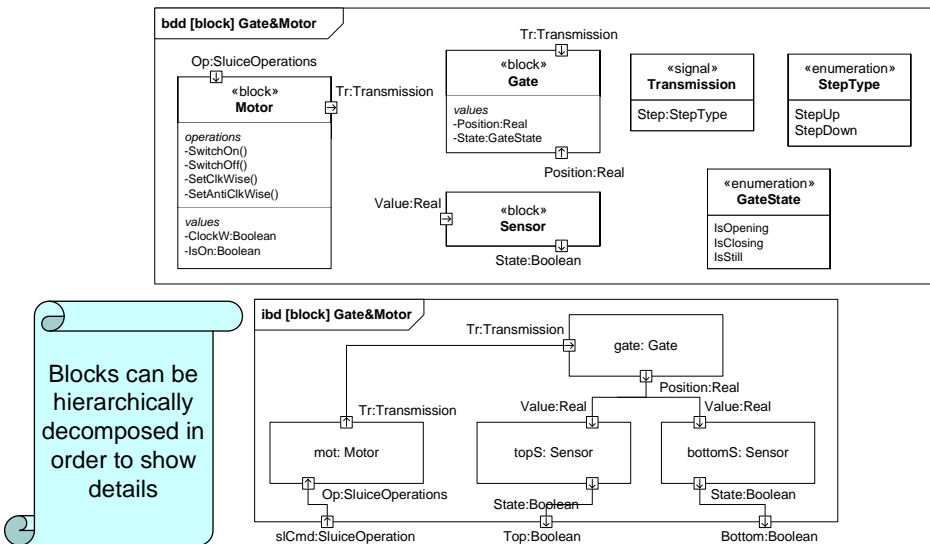 bdd [block] Gate&Motor
Op:SluiceOperations
«block»
Motor
operations
-SwitchOn()
-SwitchOff()
-SetClkWise()
-SetAntiClkWise()
values
-ClockW:Boolean
-IsOn:Boolean
Tr:Transmission
Tr:Transmission
«block»
Gate
values
-Position:Real
-State:GateState
Position:Real
Value:Real
«block»
Sensor
State:Boolean
«signal»
Transmission
Step:StepType
«enumeration»
StepType
StepUp
StepDown
«enumeration»
GateState
IsOpening
IsClosing
IsStill
Blocks can be
hierarchically
decomposed in
order to show
details
ibd [block] Gate&Motor
Tr:Transmission
gate: Gate
Position:Real
Tr:Transmission
Value:Real
Value:Real
mot: Motor
topS: Sensor
bottomS: Sensor
Op:SluiceOperations
State:Boolean
State:Boolean
slCmd:SluiceOperation
Top:Boolean
Bottom:Boolean